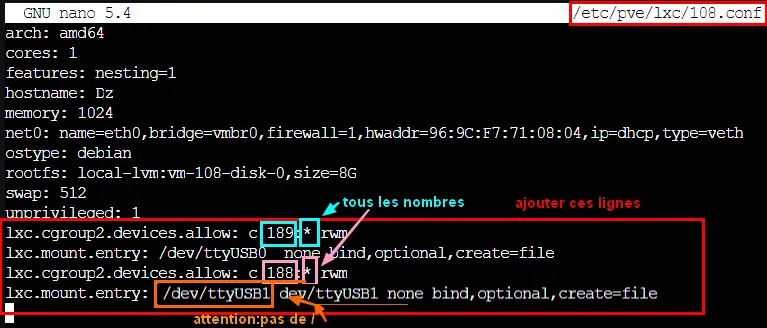 GNU nano 5.4 /etc/pve/lxc/108.conf
arch: amd64
cores: 1
features: nesting=1
hostname: Dz
memory: 1024
net0: name=eth0,bridge=vmbr0,firewall=1,hwaddr=96:9C:F7:71:08:04,ip=dhcp,type=veth
ostype: debian
rootfs: local-lvm:vm-108-disk-0,size=8G
swap: 512
tous les nombres
ajouter ces lignes
unprivileged: 1
lxc.cgroup2.devices.allow: c 189:* rwm
lxc.mount.entry: /dev/ttyUSB0 none bind,optional,create=file
lxc.cgroup2.devices.allow: c 188:* rwm
lxc.mount.entry: /dev/ttyUSB1 dev/ttyUSB1 none bind,optional,create=file
attention:pas de /